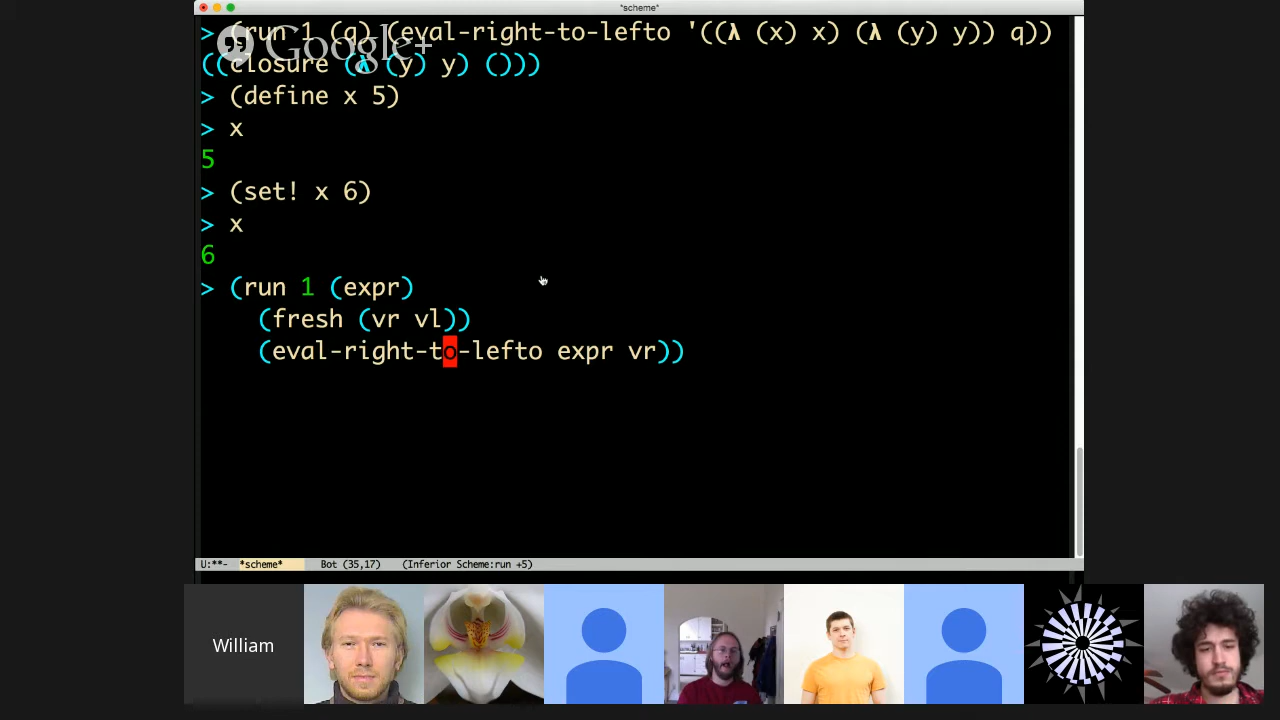 *scheme*
> (run 1 (q) (eval-right-to-lefto '((λ (x) x) (λ (y) y)) q))
Google+
((closure (λ (y) y) ()))
> (define x 5)
> x
5
> (set! x 6)
> x
6
> (run 1 (expr)
(fresh (vr vl))
(eval-right-to-lefto expr vr))
U:**- *scheme* Bot (35,17) (Inferior Scheme:run +5)
William